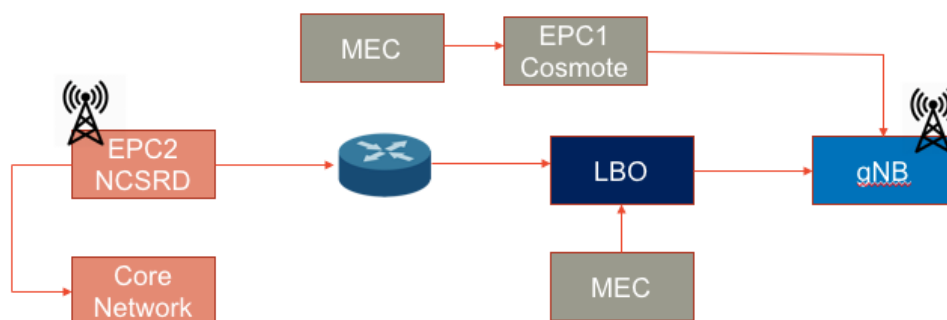 MEC
EPC1
Cosmote
EPC2
NCSRD
LBO
gNB
Core
Network
MEC